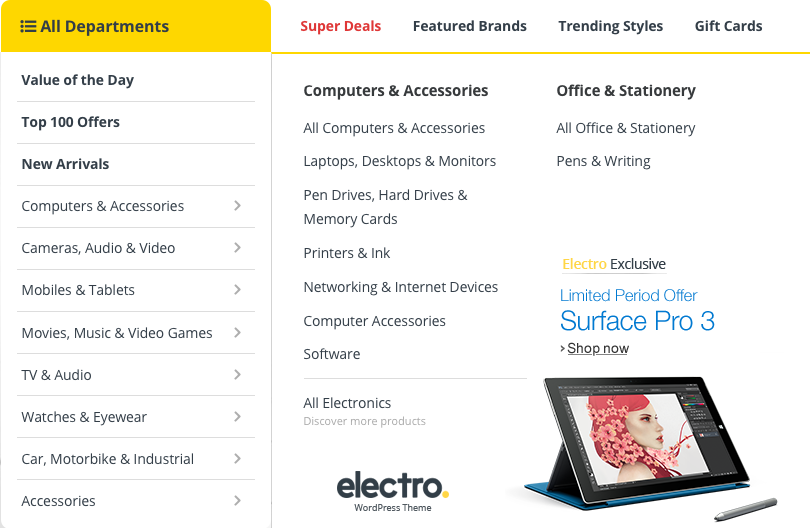 All Departments
Super Deals
Featured Brands
Trending Styles
Gift Cards
Value of the Day
Top 100 Offers
New Arrivals
Computers & Accessories
Cameras, Audio & Video
Mobiles & Tablets
Movies, Music & Video Games
TV & Audio
Watches & Eyewear
Car, Motorbike & Industrial
Accessories
Computers & Accessories
All Computers & Accessories
Laptops, Desktops & Monitors
Pen Drives, Hard Drives &
Memory Cards
Printers & Ink
Networking & Internet Devices
Computer Accessories
Software
All Electronics
Discover more products
electro.
WordPress Theme
Office & Stationery
All Office & Stationery
Pens & Writing
Electro Exclusive
Limited Period Offer
Surface Pro 3
Shop now